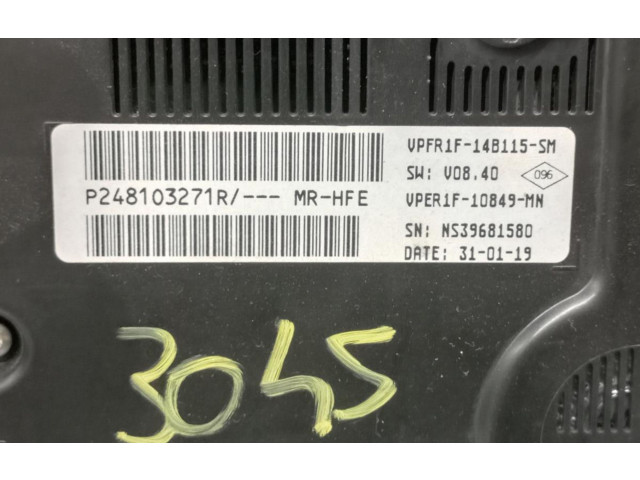 VPFR1F-14B115-SM
SW: V08.40
096
P248103271R/--- MR-HFE
VPER1F-10849-MN
SN: NS39681580
DATE: 31-01-19
3045